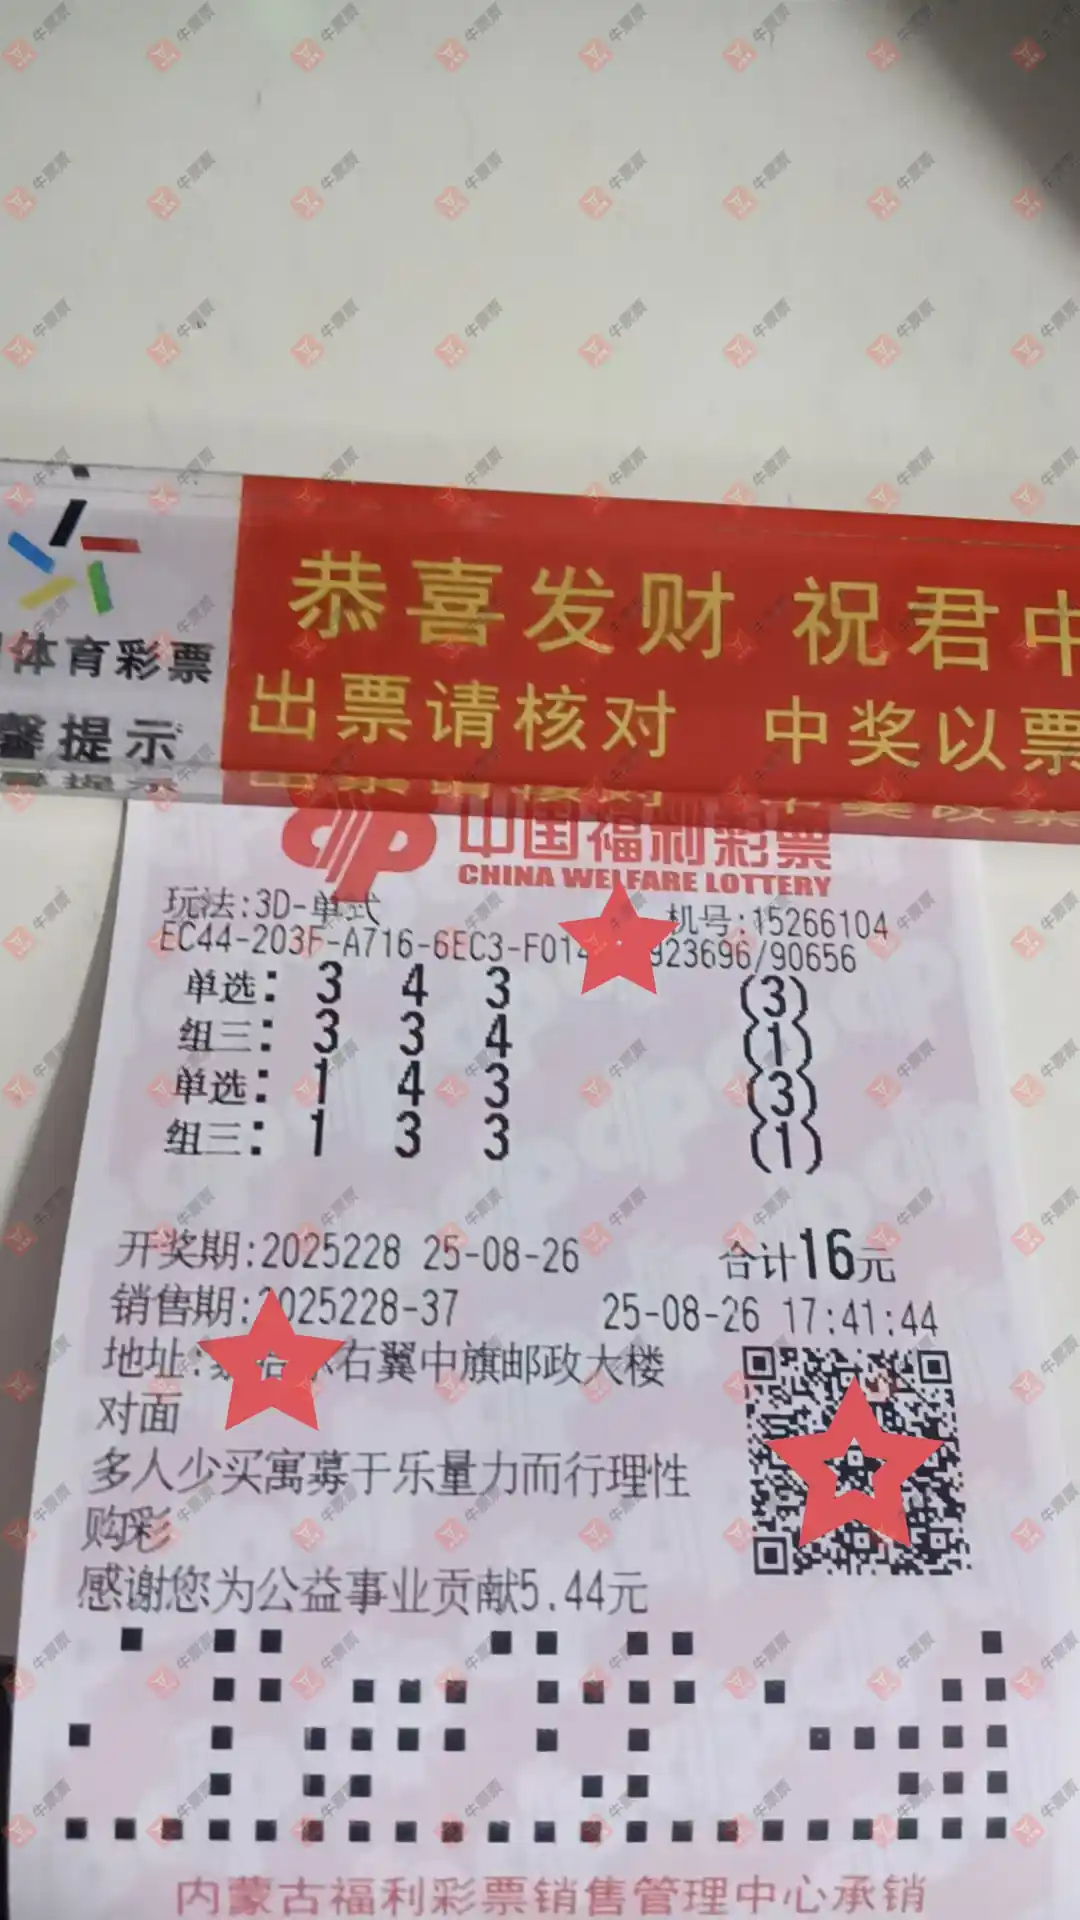 体育彩票
馨提示
恭喜发财 祝君中
出票请核对 中奖以票
中国福利彩票
CHINA WELFARE LOTTERY
玩法:3D-单式 机号:15266104
EC44-203F-A716-6EC3-F014 923696/90656
单选: 3 4 3 (3)
组三: 3 3 4 (1)
单选: 1 4 3 (3)
组三: 1 3 3 (1)
开奖期:2025228 25-08-26 合计16元
销售期:2025228-37 25-08-26 17:41:44
地址: 右翼中旗邮政大楼
对面
多人少买寓募于乐量力而行理性
购彩
感谢您为公益事业贡献5.44元
内蒙古福利彩票销售管理中心承销
牛票票